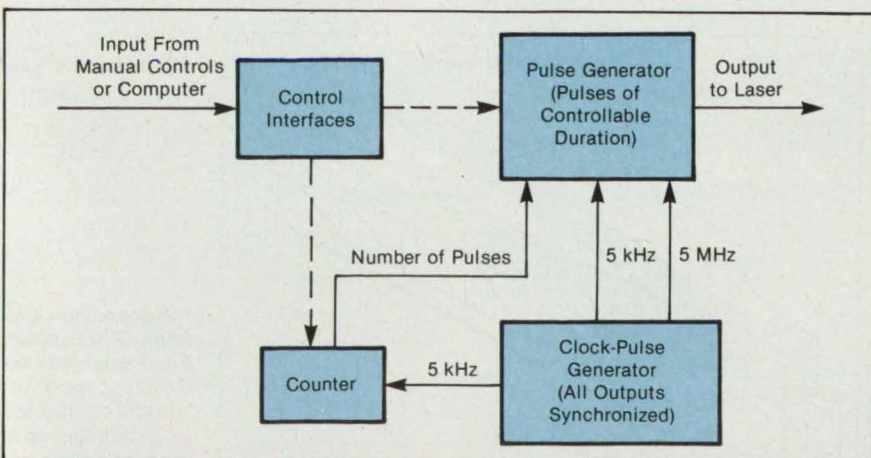 Input From
Manual Controls
or Computer
Control
Interfaces
Pulse Generator
(Pulses of
Controllable
Duration)
Output
to Laser
Number of Pulses
5 kHz
5 MHz
Counter
5 kHz
Clock-Pulse
Generator
(All Outputs
Synchronized)